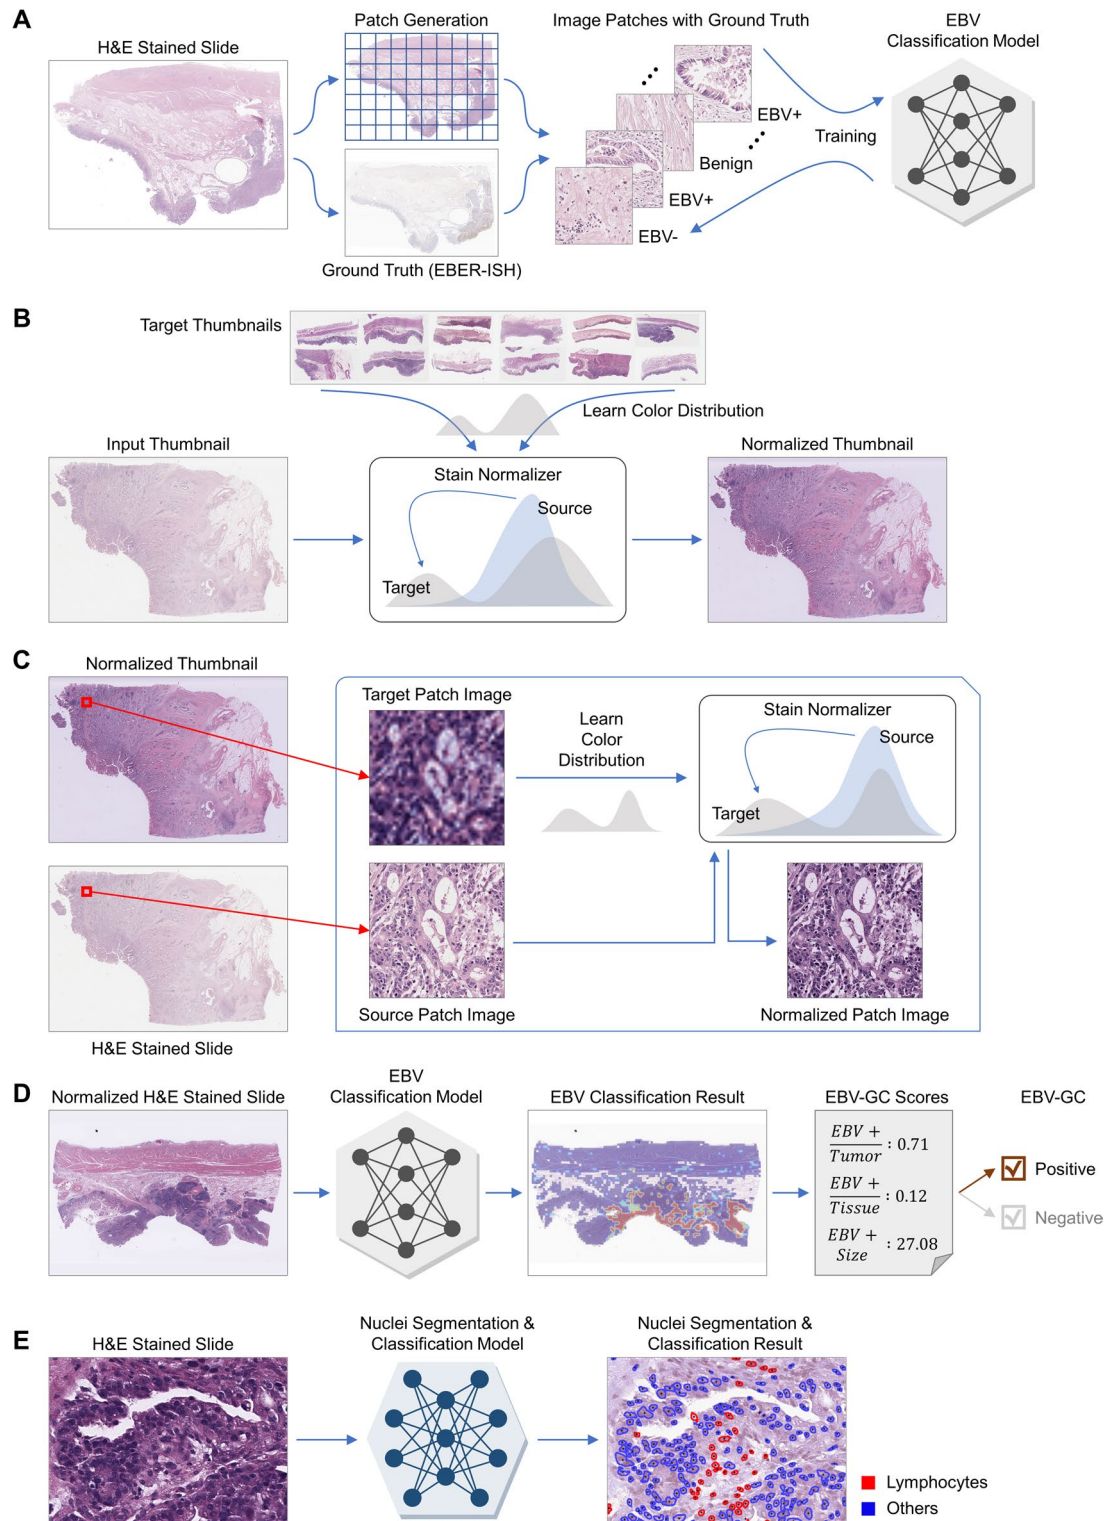 A
H&E Stained Slide
Patch Generation
Ground Truth (EBER-ISH)
Image Patches with Ground Truth
EBV+
Benign
EBV+
EBV-
Training
EBV
Classification Model
B
Target Thumbnails
Learn Color Distribution
Input Thumbnail
Stain Normalizer
Source
Target
Normalized Thumbnail
C
Normalized Thumbnail
H&E Stained Slide
Target Patch Image
Learn
Color
Distribution
Stain Normalizer
Source
Target
Source Patch Image
Normalized Patch Image
D
Normalized H&E Stained Slide
EBV
Classification Model
EBV Classification Result
EBV-GC Scores
EBV +
Tumor : 0.71
EBV +
Tissue : 0.12
EBV +
Size : 27.08
EBV-GC
Positive
Negative
E
H&E Stained Slide
Nuclei Segmentation &
Classification Model
Nuclei Segmentation &
Classification Result
Lymphocytes
Others